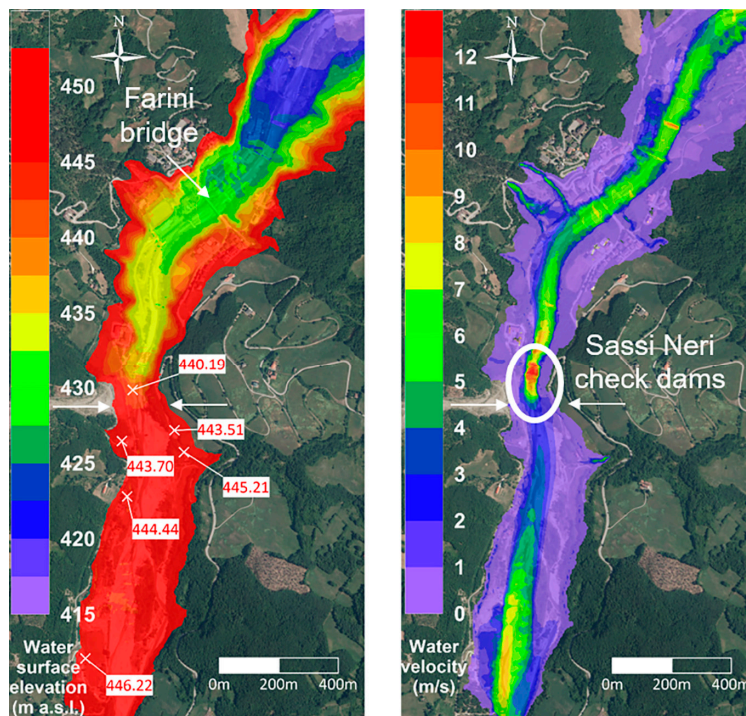 N
450
445
440
435
430
425
420
415
Water
surface
elevation
(m a.s.l.)
Farini
bridge
440.19
443.51
443.70
445.21
444.44
446.22
0
200m
400m
N
12
11
10
9
8
7
6
5
4
3
2
1
0
Water
velocity
(m/s)
Sassi Neri
check dams
0
200m
400m